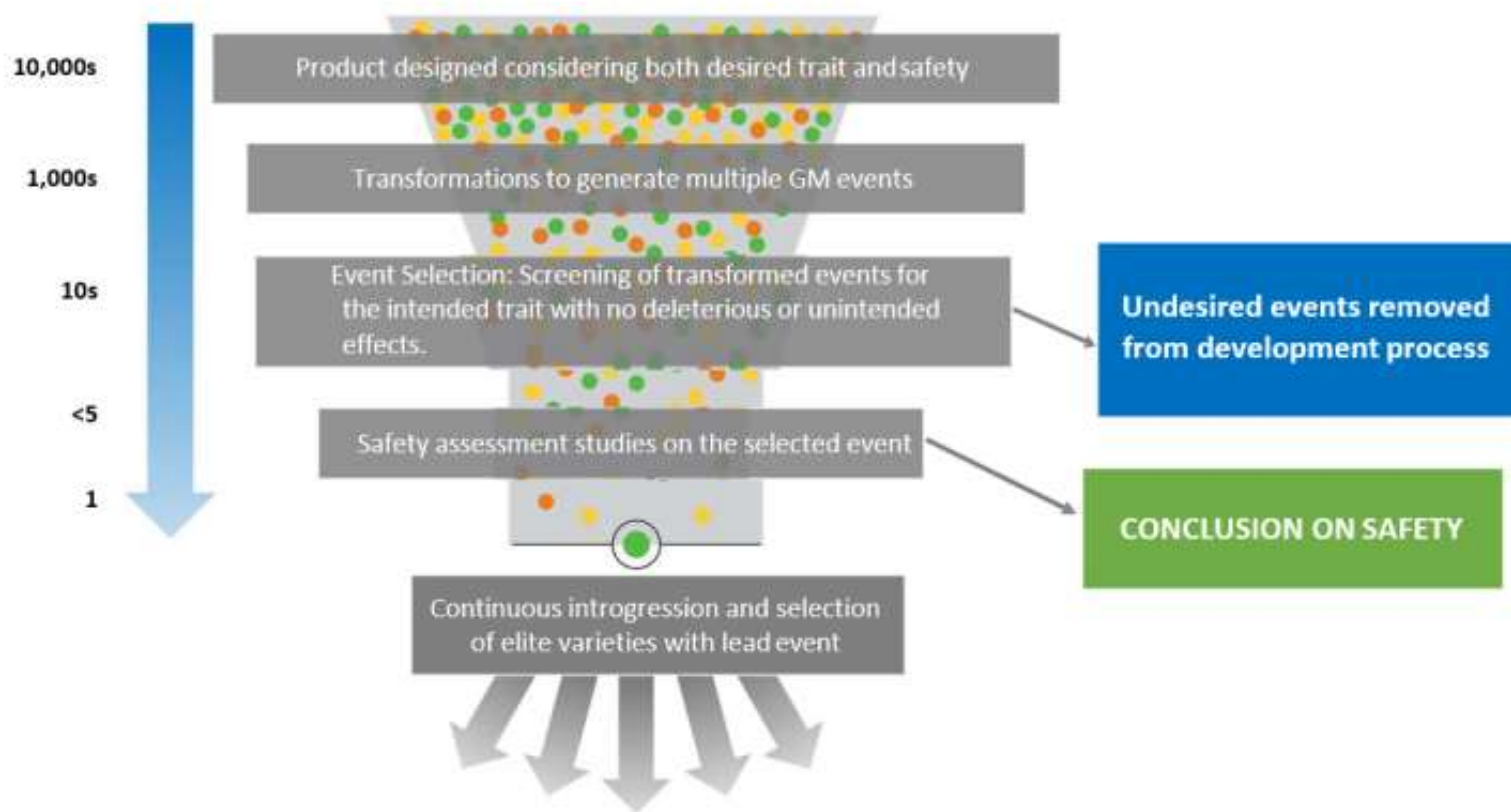 10,000s
Product designed considering both desired trait and safety
1,000s
Transformations to generate multiple GM events
10s
Event Selection: Screening of transformed events for
the intended trait with no deleterious or unintended
effects.
Undesired events removed
from development process
<5
Safety assessment studies on the selected event
1
CONCLUSION ON SAFETY
Continuous introgression and selection
of elite varieties with lead event